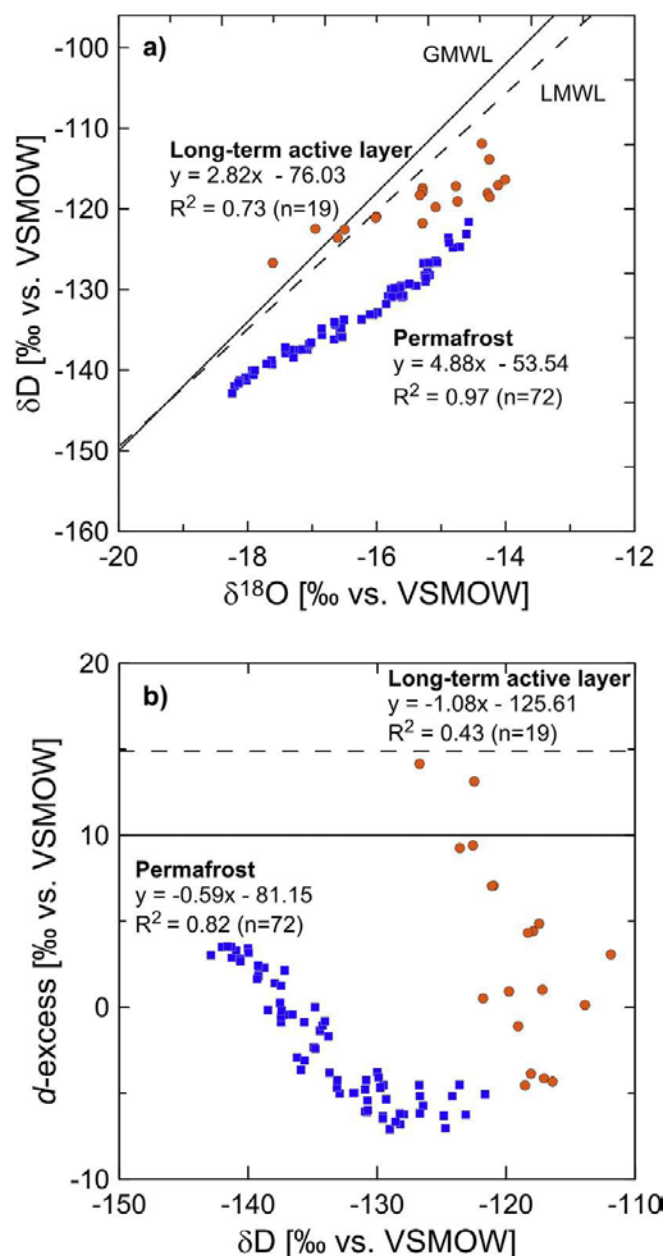 a)
GMWL
LMWL
Long-term active layer
y = 2.82x - 76.03
R² = 0.73 (n=19)
Permafrost
y = 4.88x - 53.54
R² = 0.97 (n=72)
-100
-110
-120
-130
-140
-150
-160
δD [‰ vs. VSMOW]
-20
-18
-16
-14
-12
δ¹⁸O [‰ vs. VSMOW]
b)
Long-term active layer
y = -1.08x - 125.61
R² = 0.43 (n=19)
Permafrost
y = -0.59x - 81.15
R² = 0.82 (n=72)
20
10
0
-10
d-excess [‰ vs. VSMOW]
-150
-140
-130
-120
-110
δD [‰ vs. VSMOW]